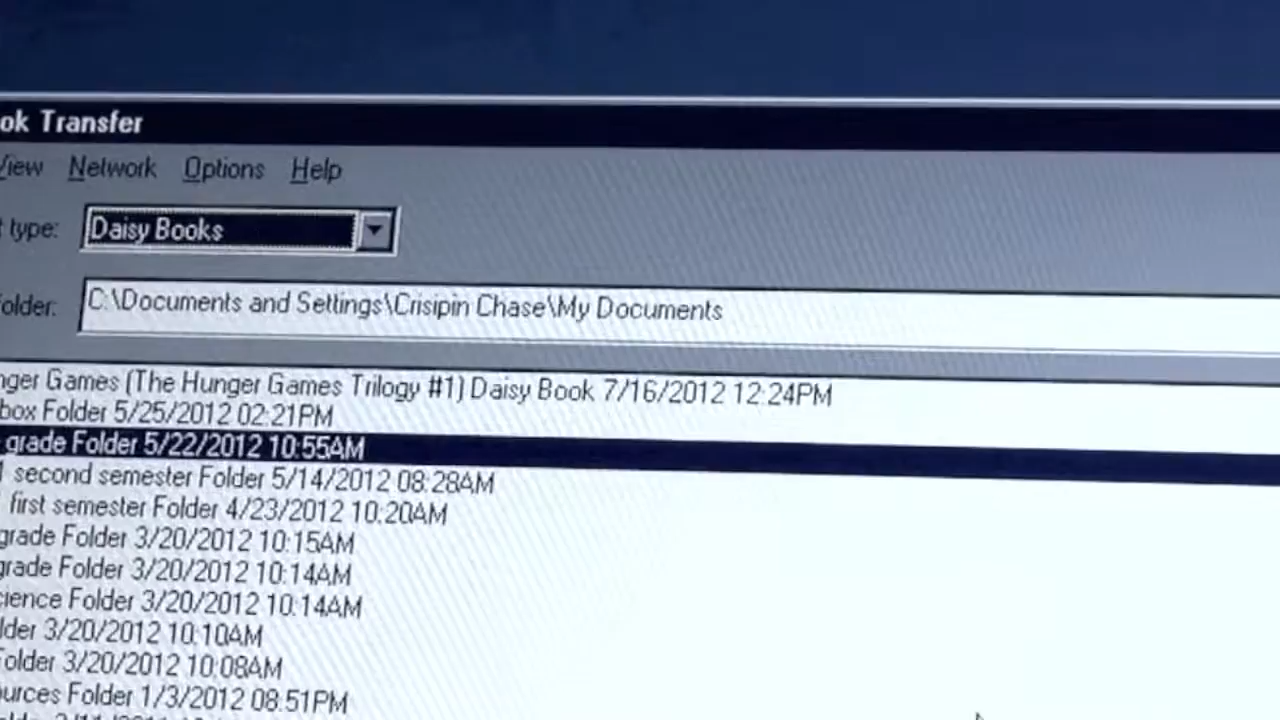 ok Transfer
View Network Options Help
type:
Daisy Books
older:
C:\Documents and Settings\Crisipin Chase\My Documents
nger Games (The Hunger Games Trilogy #1) Daisy Book 7/16/2012 12:24PM
box Folder 5/25/2012 02:21PM
grade Folder 5/22/2012 10:55AM
1 second semester Folder 5/14/2012 08:28AM
first semester Folder 4/23/2012 10:20AM
grade Folder 3/20/2012 10:15AM
grade Folder 3/20/2012 10:14AM
cience Folder 3/20/2012 10:14AM
lder 3/20/2012 10:10AM
Folder 3/20/2012 10:08AM
ources Folder 1/3/2012 08:51PM